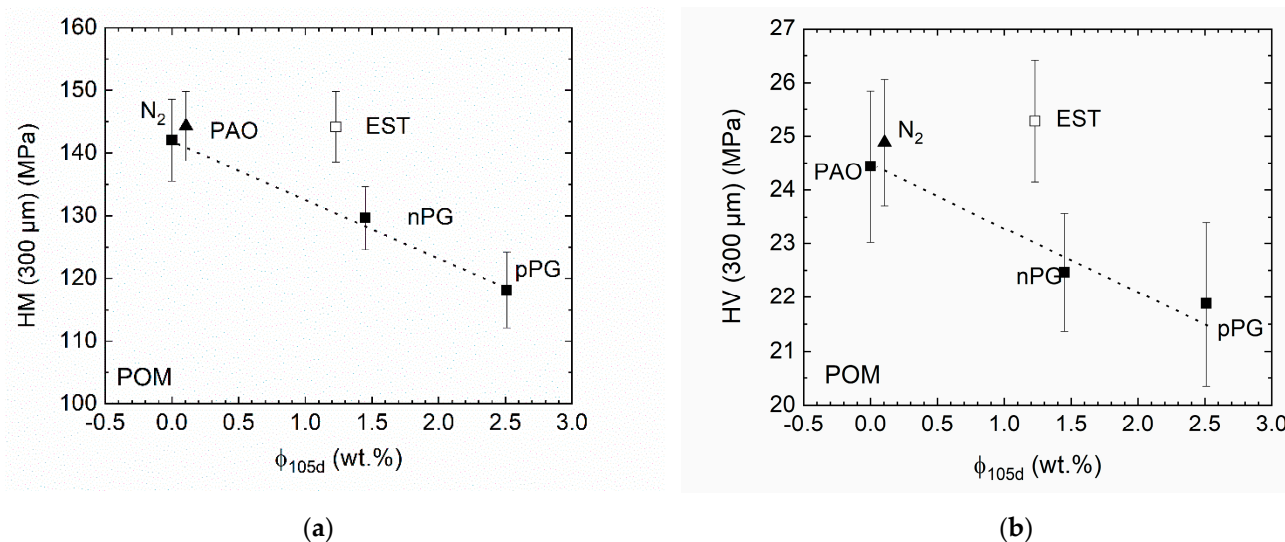 160
150
140
130
120
110
100
HM (300 µm) (MPa)
N₂
PAO
EST
nPG
pPG
POM
-0.5 0.0 0.5 1.0 1.5 2.0 2.5 3.0
ϕ105d (wt.%)
(a)
27
26
25
24
23
22
21
20
HV (300 µm) (MPa)
EST
N₂
PAO
nPG
pPG
POM
-0.5 0.0 0.5 1.0 1.5 2.0 2.5 3.0
ϕ105d (wt.%)
(b)